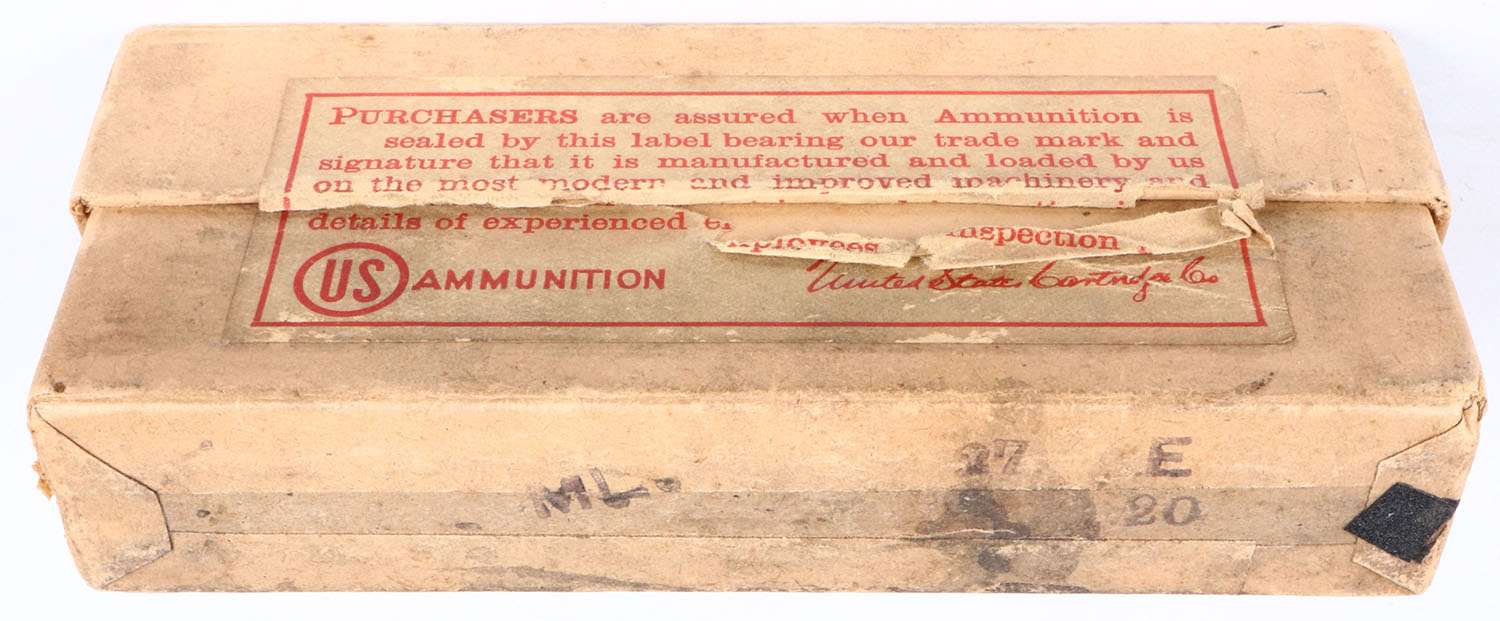 PURCHASERS are assured when Ammunition is
sealed by this label bearing our trade mark and
signature that it is manufactured and loaded by us
on the most modern and improved machinery and
details of experienced
inspection
employees
US AMMUNITION
United States Cartridge Co
ML.
27 E
20